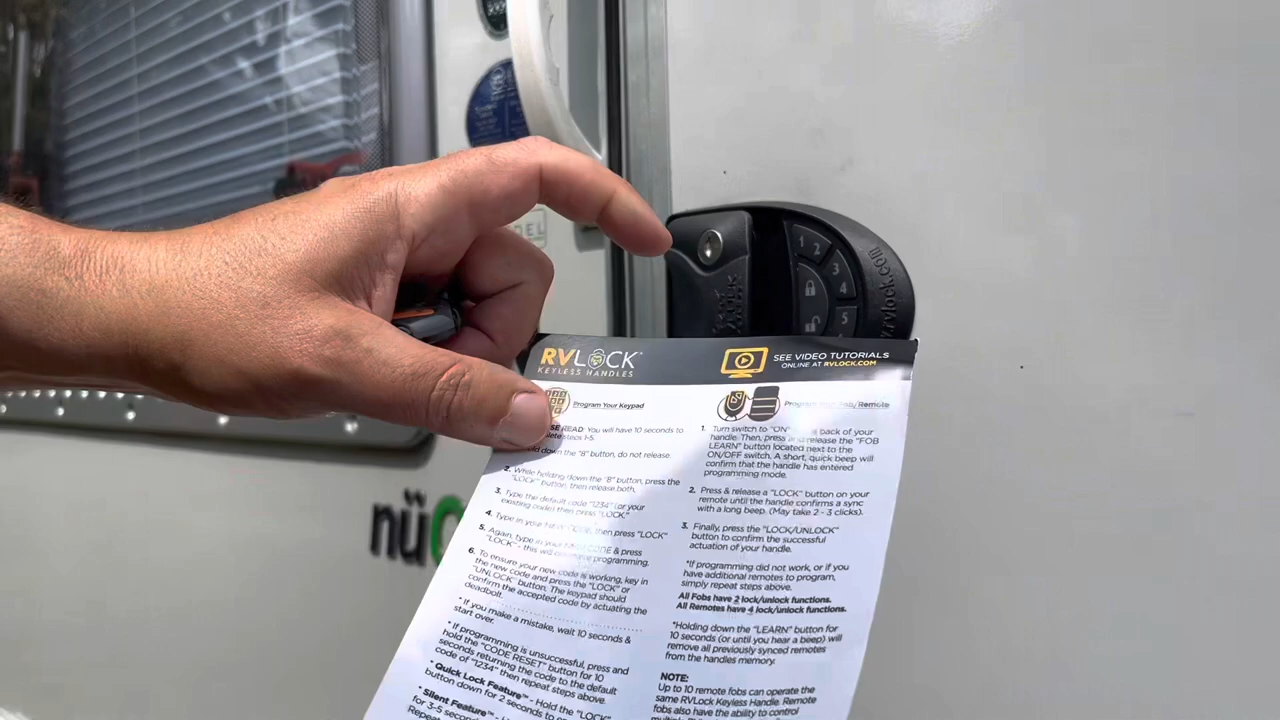 1
2
3
4
5
rvlock.com
DEL
nü
RVLOCK
KEYLESS HANDLES
SEE VIDEO TUTORIALS
ONLINE AT RVLOCK.COM
Program Your Keypad
SE READ: You will have 10 seconds to
steps 1-5.
down the "8" button, do not release.
2. While holding down the "8" button, press the
"LOCK" button, then release both.
3. Type the default code "1234" (or your
existing code) then press "LOCK."
4. Type in your CODE, then press "LOCK"
5. Again, type in your CODE & press
"LOCK" - this will programming.
6. To ensure your new code is working, key in
the new code and press the "LOCK" or
"UNLOCK" button. The keypad should
confirm the accepted code by actuating the
deadbolt.
* If you make a mistake, wait 10 seconds &
start over.
* If programming is unsuccessful, press and
hold the "CODE RESET" button for 10
seconds returning the code to the default
code of "1234" then repeat steps above.
* Quick Lock Feature™ - Hold the "LOCK"
button down for 2 seconds to
* Silent Feature™ -
for 3-5 second
Repeat
Program Your Fob/Remote
1. Turn switch to "ON" back of your
handle. Then, press and release the "FOB
LEARN" button located next to the
ON/OFF switch. A short, quick beep will
confirm that the handle has entered
programming mode.
2. Press & release a "LOCK" button on your
remote until the handle confirms a sync
with a long beep. (May take 2 - 3 clicks).
3. Finally, press the "LOCK/UNLOCK"
button to confirm the successful
actuation of your handle.
*If programming did not work, or if you
have additional remotes to program,
simply repeat steps above.
All Fobs have 2 lock/unlock functions.
All Remotes have 4 lock/unlock functions.
*Holding down the "LEARN" button for
10 seconds (or until you hear a beep) will
remove all previously synced remotes
from the handles memory.
NOTE:
Up to 10 remote fobs can operate the
same RVLock Keyless Handle. Remote
fobs also have the ability to control